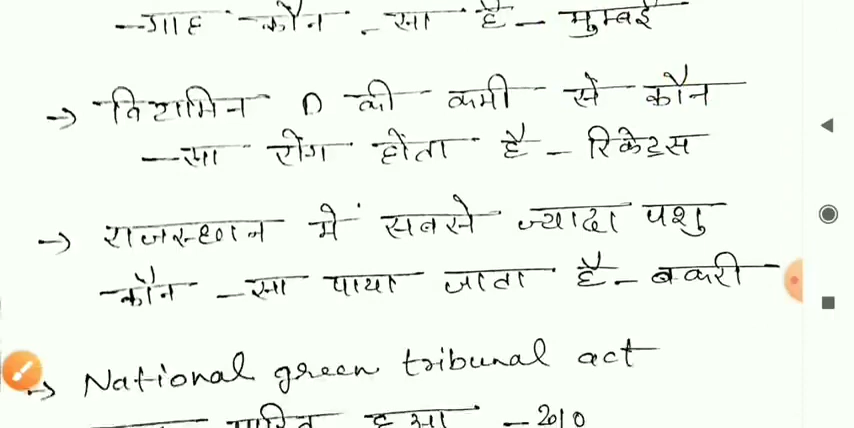 -गाह कौन - सा है - मुम्बई
→ विटामिन D की कमी से कौन
-सा रोग होता है - रिकेट्स
→ राजस्थान में सबसे ज्यादा पशु
कौन - सा पाया जाता है - बकरी
→ National green tribunal act
पारित हुआ - 2010